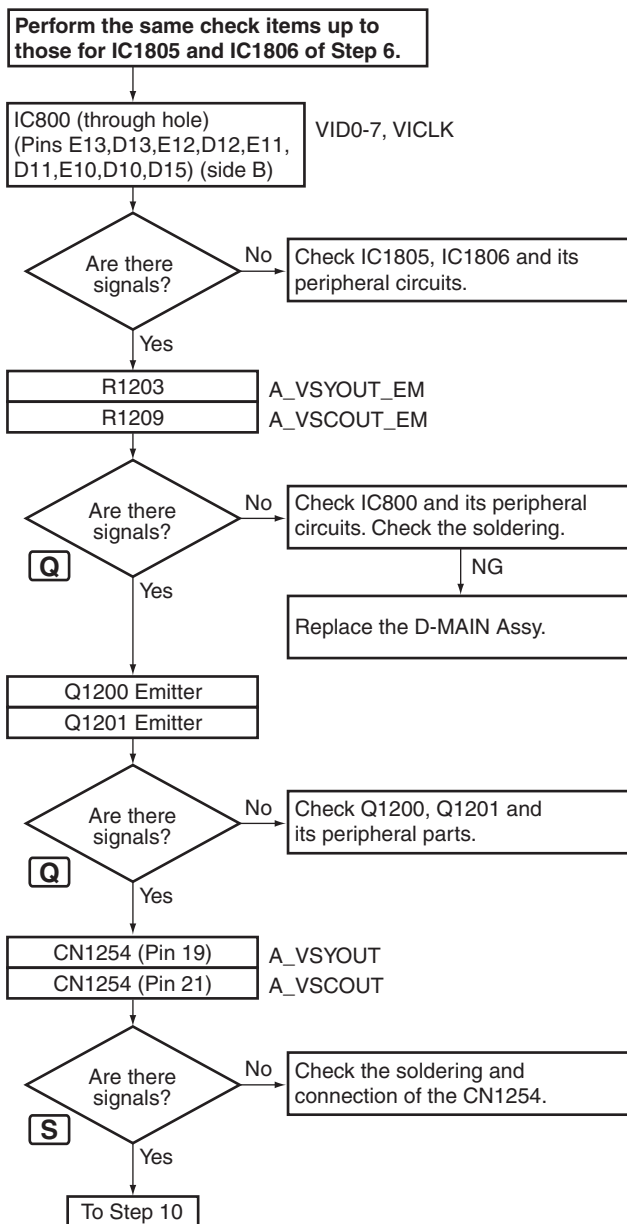 Perform the same check items up to
those for IC1805 and IC1806 of Step 6.
IC800 (through hole)
(Pins E13,D13,E12,D12,E11,
D11,E10,D10,D15) (side B)
VID0-7, VICLK
Are there
signals?
No
Check IC1805, IC1806 and its
peripheral circuits.
Yes
R1203
A_VSYOUT_EM
R1209
A_VSCOUT_EM
Are there
signals?
No
Check IC800 and its peripheral
circuits. Check the soldering.
Q
Yes
NG
Replace the D-MAIN Assy.
Q1200 Emitter
Q1201 Emitter
Are there
signals?
No
Check Q1200, Q1201 and
its peripheral parts.
Q
Yes
CN1254 (Pin 19)
A_VSYOUT
CN1254 (Pin 21)
A_VSCOUT
Are there
signals?
No
Check the soldering and
connection of the CN1254.
S
Yes
To Step 10